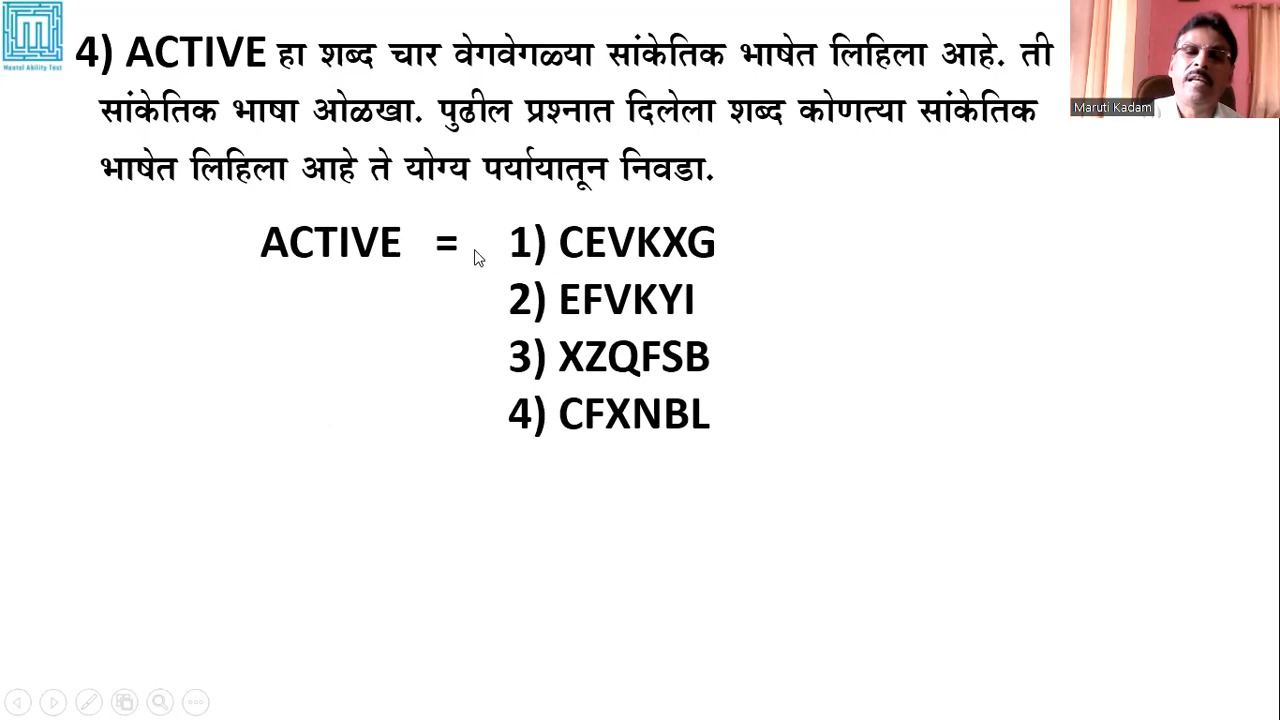 4) ACTIVE हा शब्द चार वेगवेगळ्या सांकेतिक भाषेत लिहिला आहे. ती
सांकेतिक भाषा ओळखा. पुढील प्रश्नात दिलेला शब्द कोणत्या सांकेतिक
भाषेत लिहिला आहे ते योग्य पर्यायातून निवडा.
ACTIVE = 1) CEVKXG
2) EFVKYI
3) XZQFSB
4) CFXNBL
Mental Ability Test
Maruti Kadam